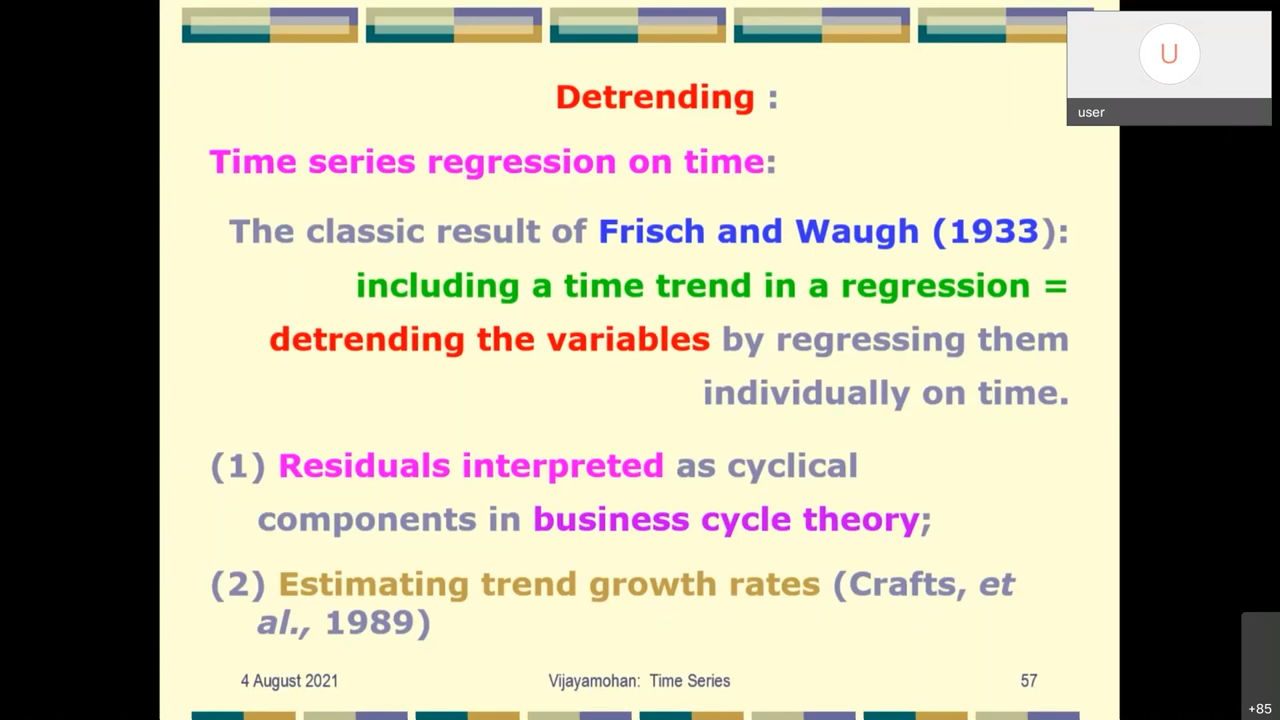 Detrending :
Time series regression on time:
The classic result of Frisch and Waugh (1933):
including a time trend in a regression =
detrending the variables by regressing them
individually on time.
(1) Residuals interpreted as cyclical
components in business cycle theory;
(2) Estimating trend growth rates (Crafts, et
al., 1989)
4 August 2021 Vijayamohan: Time Series 57
U
user
+85